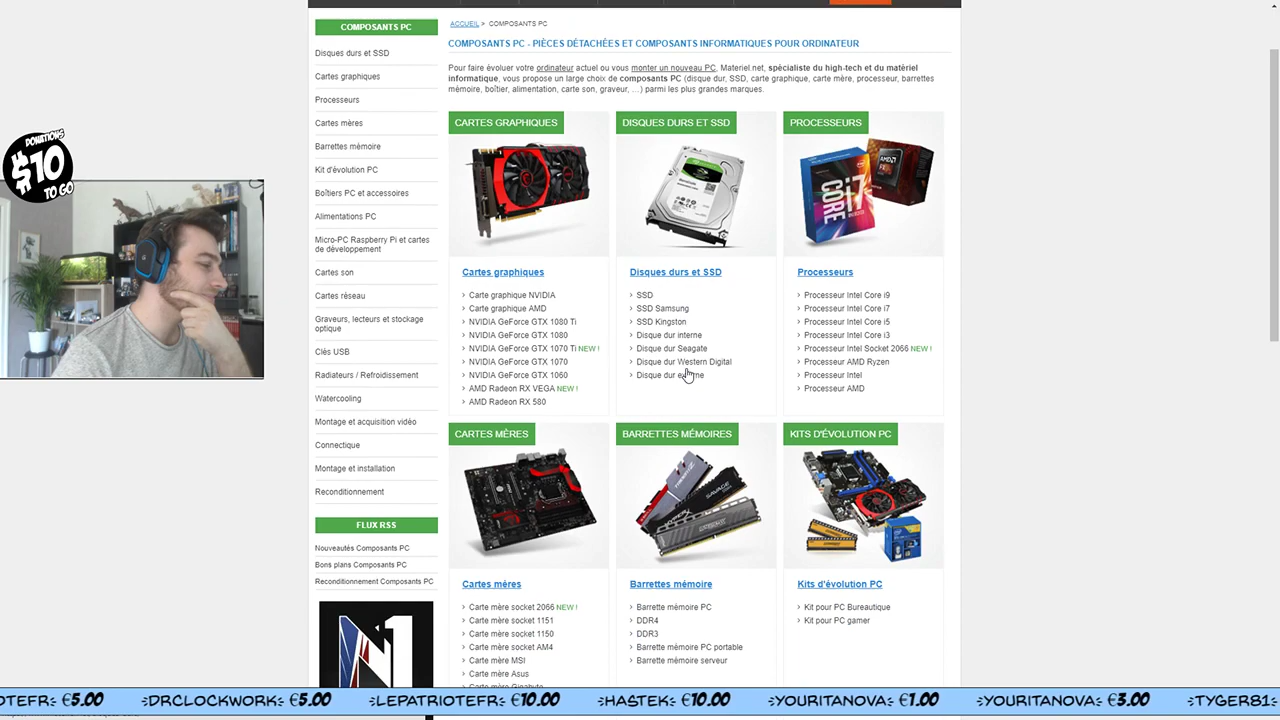 COMPOSANTS PC
Disques durs et SSD
Cartes graphiques
Processeurs
Cartes mères
Barrettes mémoire
Kit d'évolution PC
Boîtiers PC et accessoires
Alimentations PC
Micro-PC Raspberry Pi et cartes
de développement
Cartes son
Cartes réseau
Graveurs, lecteurs et stockage
optique
Clés USB
Radiateurs / Refroidissement
Watercooling
Montage et acquisition vidéo
Connectique
Montage et installation
Reconditionnement
FLUX RSS
Nouveautés Composants PC
Bons plans Composants PC
Reconditionnement Composants PC
DONATIONS
$10
TO GO
ACCUEIL > COMPOSANTS PC
COMPOSANTS PC - PIÈCES DÉTACHÉES ET COMPOSANTS INFORMATIQUES POUR ORDINATEUR
Pour faire évoluer votre ordinateur actuel ou vous monter un nouveau PC, Materiel.net, spécialiste du high-tech et du matériel
informatique, vous propose un large choix de composants PC (disque dur, SSD, carte graphique, carte mère, processeur, barrettes
mémoire, boîtier, alimentation, carte son, graveur, ...) parmi les plus grandes marques.
CARTES GRAPHIQUES
Cartes graphiques
Carte graphique NVIDIA
Carte graphique AMD
NVIDIA GeForce GTX 1080 Ti
NVIDIA GeForce GTX 1080
NVIDIA GeForce GTX 1070 Ti NEW !
NVIDIA GeForce GTX 1070
NVIDIA GeForce GTX 1060
AMD Radeon RX VEGA NEW !
AMD Radeon RX 580
DISQUES DURS ET SSD
Disques durs et SSD
SSD
SSD Samsung
SSD Kingston
Disque dur interne
Disque dur Seagate
Disque dur Western Digital
Disque dur externe
PROCESSEURS
CORE i7
AMD
Processeurs
Processeur Intel Core i9
Processeur Intel Core i7
Processeur Intel Core i5
Processeur Intel Core i3
Processeur Intel Socket 2066 NEW !
Processeur AMD Ryzen
Processeur Intel
Processeur AMD
CARTES MÈRES
Cartes mères
Carte mère socket 2066 NEW !
Carte mère socket 1151
Carte mère socket 1150
Carte mère socket AM4
Carte mère MSI
Carte mère Asus
Carte mère Gigabyte
BARRETTES MÉMOIRES
SAVAGE
Barrettes mémoire
Barrette mémoire PC
DDR4
DDR3
Barrette mémoire PC portable
Barrette mémoire serveur
KITS D'ÉVOLUTION PC
Kits d'évolution PC
Kit pour PC Bureautique
Kit pour PC gamer
OTEFR: €5.00 DRCLOCKWORK: €5.00 LEPATRIOTEFR: €10.00 HASTEK: €10.00 YOURITANOVA: €1.00 YOURITANOVA: €3.00 TYGER81